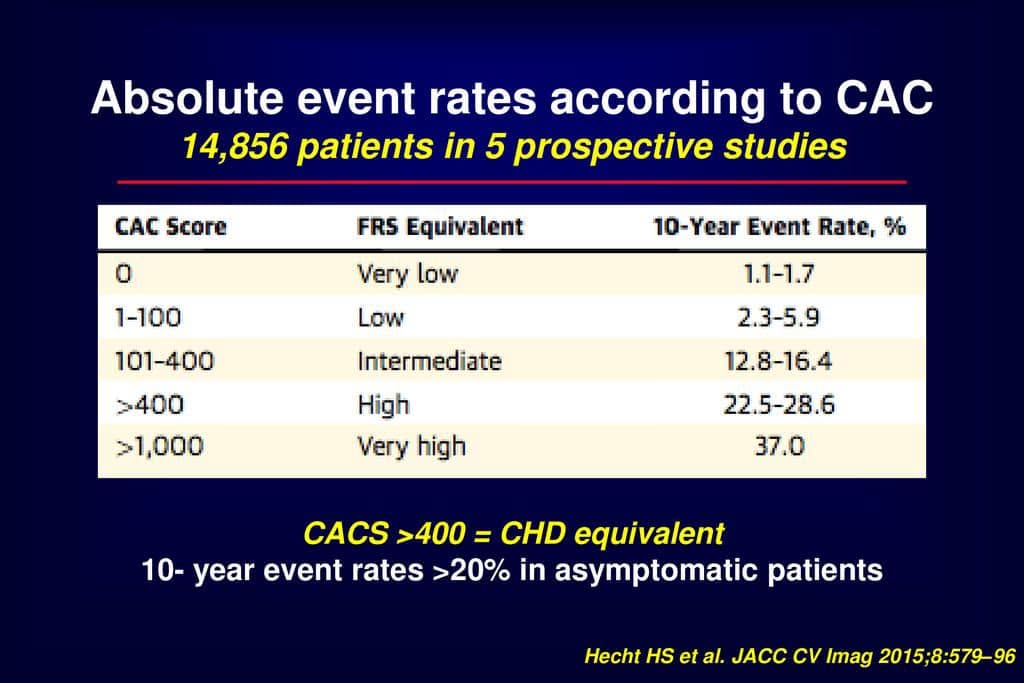 Absolute event rates according to CAC
14,856 patients in 5 prospective studies
CAC Score FRS Equivalent 10-Year Event Rate, %
0 Very low 1.1–1.7
1–100 Low 2.3–5.9
101–400 Intermediate 12.8–16.4
>400 High 22.5–28.6
>1,000 Very high 37.0
CACS >400 = CHD equivalent
10- year event rates >20% in asymptomatic patients
Hecht HS et al. JACC CV Imag 2015;8:579–96